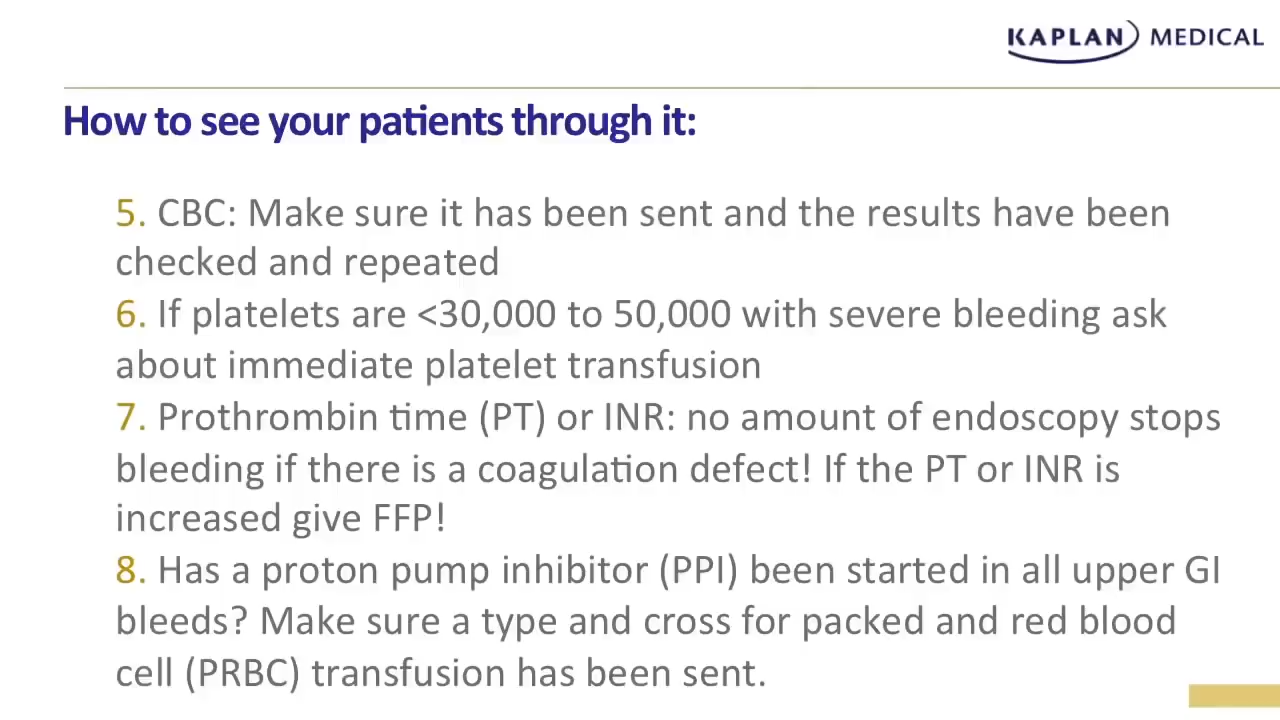 KAPLAN MEDICAL
How to see your patients through it:
5. CBC: Make sure it has been sent and the results have been
checked and repeated
6. If platelets are <30,000 to 50,000 with severe bleeding ask
about immediate platelet transfusion
7. Prothrombin time (PT) or INR: no amount of endoscopy stops
bleeding if there is a coagulation defect! If the PT or INR is
increased give FFP!
8. Has a proton pump inhibitor (PPI) been started in all upper GI
bleeds? Make sure a type and cross for packed and red blood
cell (PRBC) transfusion has been sent.